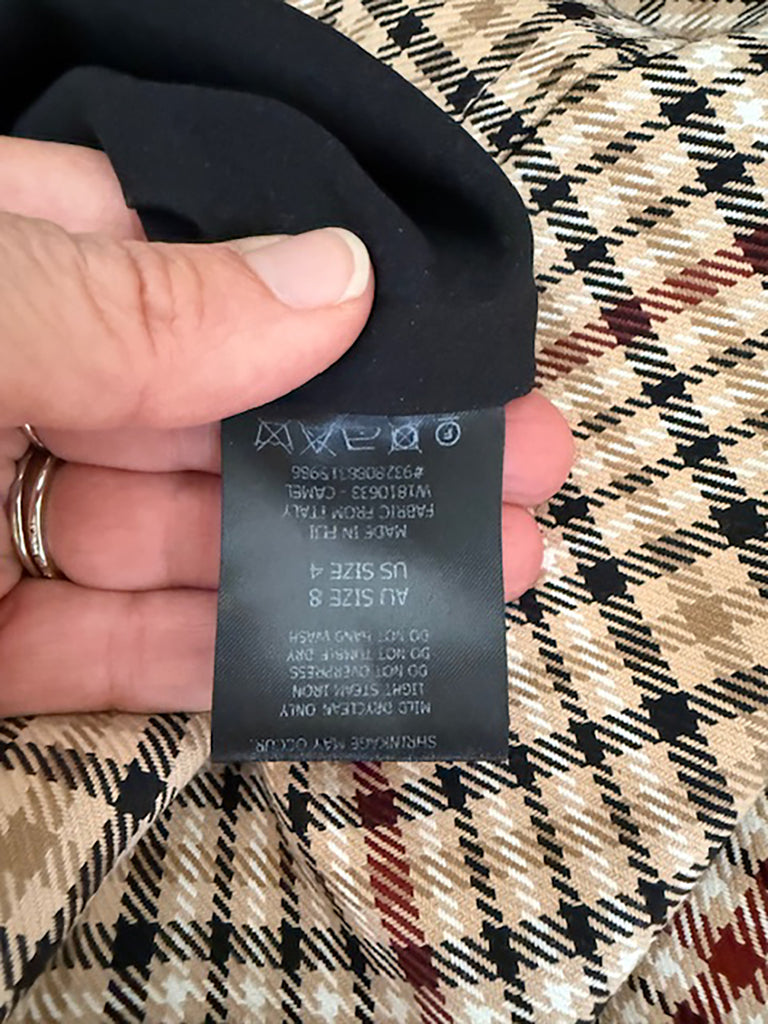 SHRINKAGE MAY OCCUR.
MILD DRYCLEAN ONLY
LIGHT STEAM IRON
DO NOT OVERPRESS
DO NOT TUMBLE DRY
DO NOT HAND WASH
AU SIZE 8
US SIZE 4
MADE IN FIJI
FABRIC FROM ITALY
W1810633 - CAMEL
F